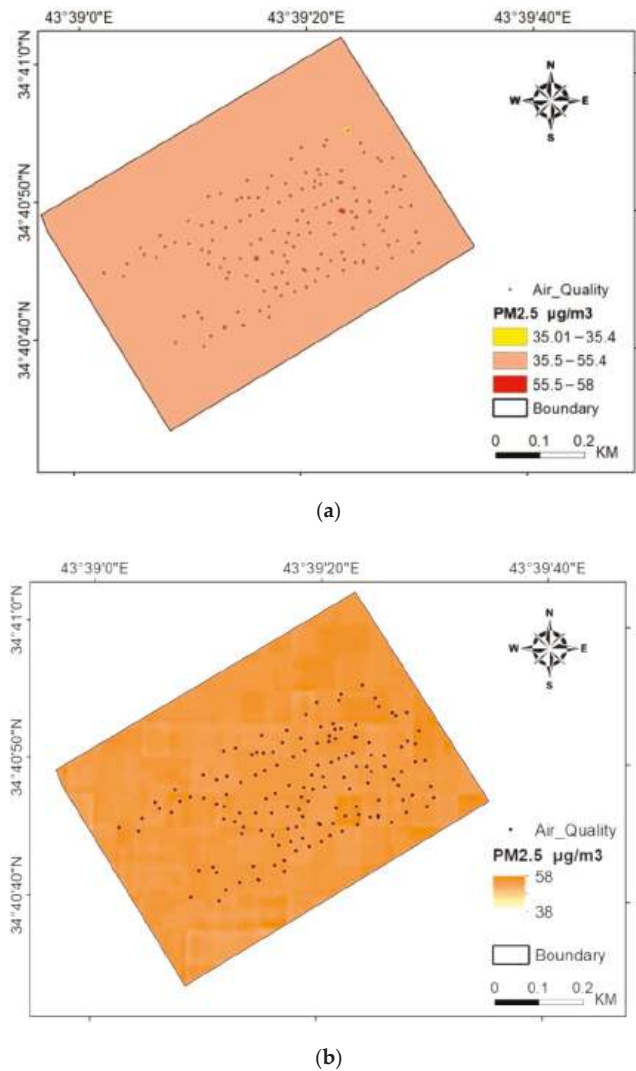 43°39'0"E 43°39'20"E 43°39'40"E
34°41'0"N
34°40'50"N
34°40'40"N
N
W E
S
Air_Quality
PM2.5 µg/m3
35.01–35.4
35.5–55.4
55.5–58
Boundary
0 0.1 0.2
KM
(a)
43°39'0"E 43°39'20"E 43°39'40"E
34°41'0"N
34°40'50"N
34°40'40"N
N
W E
S
Air_Quality
PM2.5 µg/m3
58
38
Boundary
0 0.1 0.2
KM
(b)